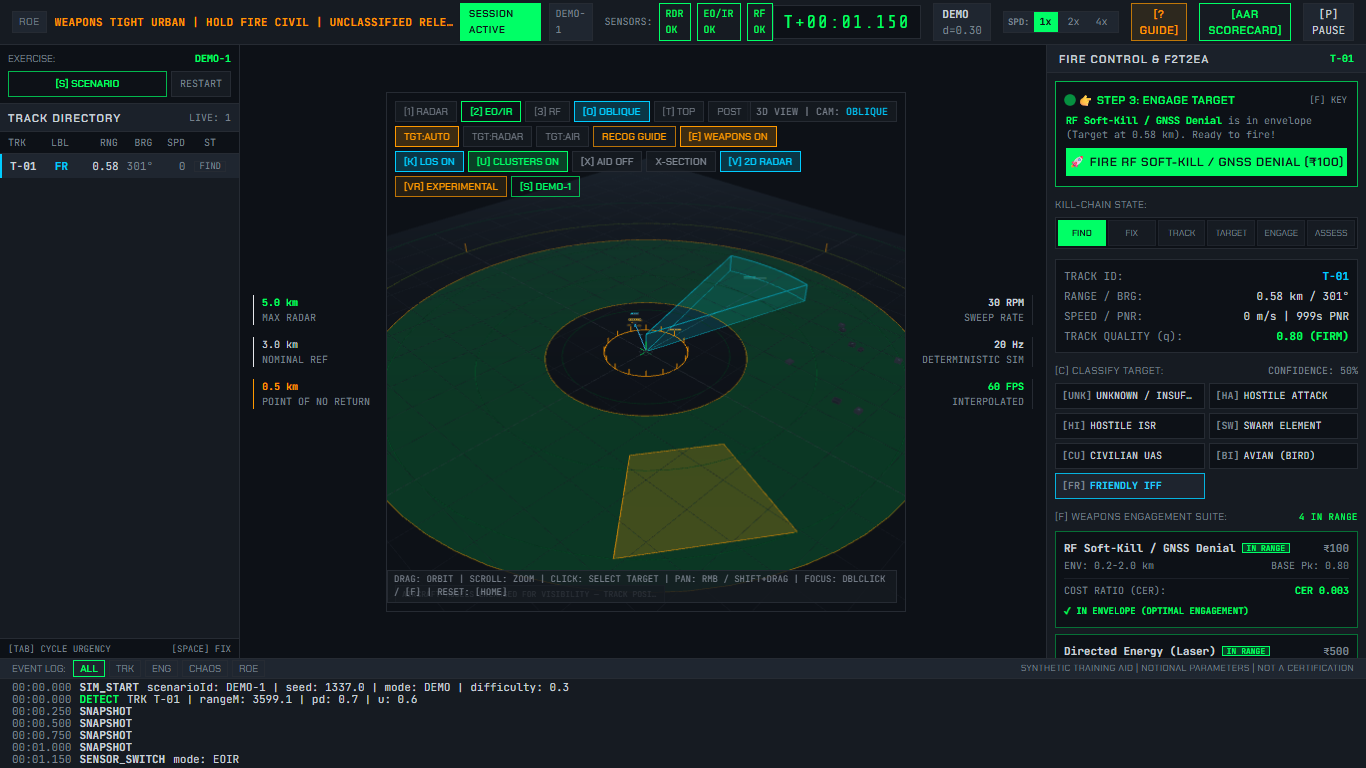 ROE
WEAPONS TIGHT URBAN | HOLD FIRE CIVIL | UNCLASSIFIED RELE…
SESSION ACTIVE
DEMO-1
SENSORS:
RDR OK
EO/IR OK
RF OK
T+00:01.150
DEMO
d=0.30
SPD: 1x 2x 4x
[? GUIDE]
[AAR SCORECARD]
[P] PAUSE
EXERCISE: DEMO-1
[S] SCENARIO
RESTART
TRACK DIRECTORY
LIVE: 1
TRK LBL RNG BRG SPD ST
T-01 FR 0.58 301° 0 FIND
[TAB] CYCLE URGENCY
[SPACE] FIX
[1] RADAR
[2] EO/IR
[3] RF
[O] OBLIQUE
[T] TOP
POST
3D VIEW | CAM: OBLIQUE
TGT:AUTO
TGT:RADAR
TGT:AIR
RECOG GUIDE
[E] WEAPONS ON
[K] LOS ON
[U] CLUSTERS ON
[X] AID OFF
X-SECTION
[V] 2D RADAR
[VR] EXPERIMENTAL
[S] DEMO-1
5.0 km
MAX RADAR
3.0 km
NOMINAL REF
0.5 km
POINT OF NO RETURN
30 RPM
SWEEP RATE
20 Hz
DETERMINISTIC SIM
60 FPS
INTERPOLATED
DRAG: ORBIT | SCROLL: ZOOM | CLICK: SELECT TARGET | PAN: RMB / SHIFT+DRAG | FOCUS: DBLCLICK
/ [F] | RESET: [HOME]
FOR VISIBILITY — TRACK POSI…
FIRE CONTROL & F2T2EA
T-01
👉 STEP 3: ENGAGE TARGET
[F] KEY
RF Soft-Kill / GNSS Denial is in envelope
(Target at 0.58 km). Ready to fire!
🚀 FIRE RF SOFT-KILL / GNSS DENIAL (₹100)
KILL-CHAIN STATE:
FIND FIX TRACK TARGET ENGAGE ASSESS
TRACK ID: T-01
RANGE / BRG: 0.58 km / 301°
SPEED / PNR: 0 m/s | 999s PNR
TRACK QUALITY (q): 0.80 (FIRM)
[C] CLASSIFY TARGET:
CONFIDENCE: 50%
[UNK] UNKNOWN / INSUF…
[HA] HOSTILE ATTACK
[HI] HOSTILE ISR
[SW] SWARM ELEMENT
[CU] CIVILIAN UAS
[BI] AVIAN (BIRD)
[FR] FRIENDLY IFF
[F] WEAPONS ENGAGEMENT SUITE:
4 IN RANGE
RF Soft-Kill / GNSS Denial IN RANGE ₹100
ENV: 0.2-2.0 km
BASE Pk: 0.80
COST RATIO (CER): CER 0.003
✔ IN ENVELOPE (OPTIMAL ENGAGEMENT)
Directed Energy (Laser) IN RANGE ₹500
EVENT LOG: ALL TRK ENG CHAOS ROE
SYNTHETIC TRAINING AID | NOTIONAL PARAMETERS | NOT A CERTIFICATION
00:00.000 SIM_START scenarioId: DEMO-1 | seed: 1337.0 | mode: DEMO | difficulty: 0.3
00:00.000 DETECT TRK T-01 | rangeM: 3599.1 | pd: 0.7 | u: 0.6
00:00.250 SNAPSHOT
00:00.500 SNAPSHOT
00:00.750 SNAPSHOT
00:01.000 SNAPSHOT
00:01.150 SENSOR_SWITCH mode: EOIR